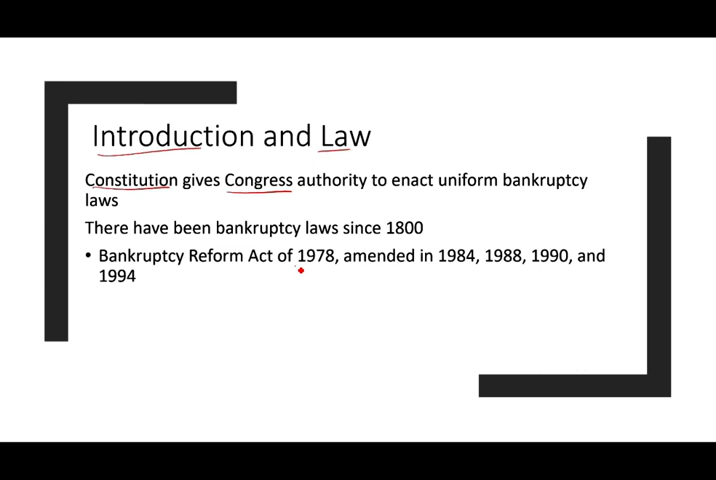 Introduction and Law
Constitution gives Congress authority to enact uniform bankruptcy
laws
There have been bankruptcy laws since 1800
• Bankruptcy Reform Act of 1978, amended in 1984, 1988, 1990, and
1994